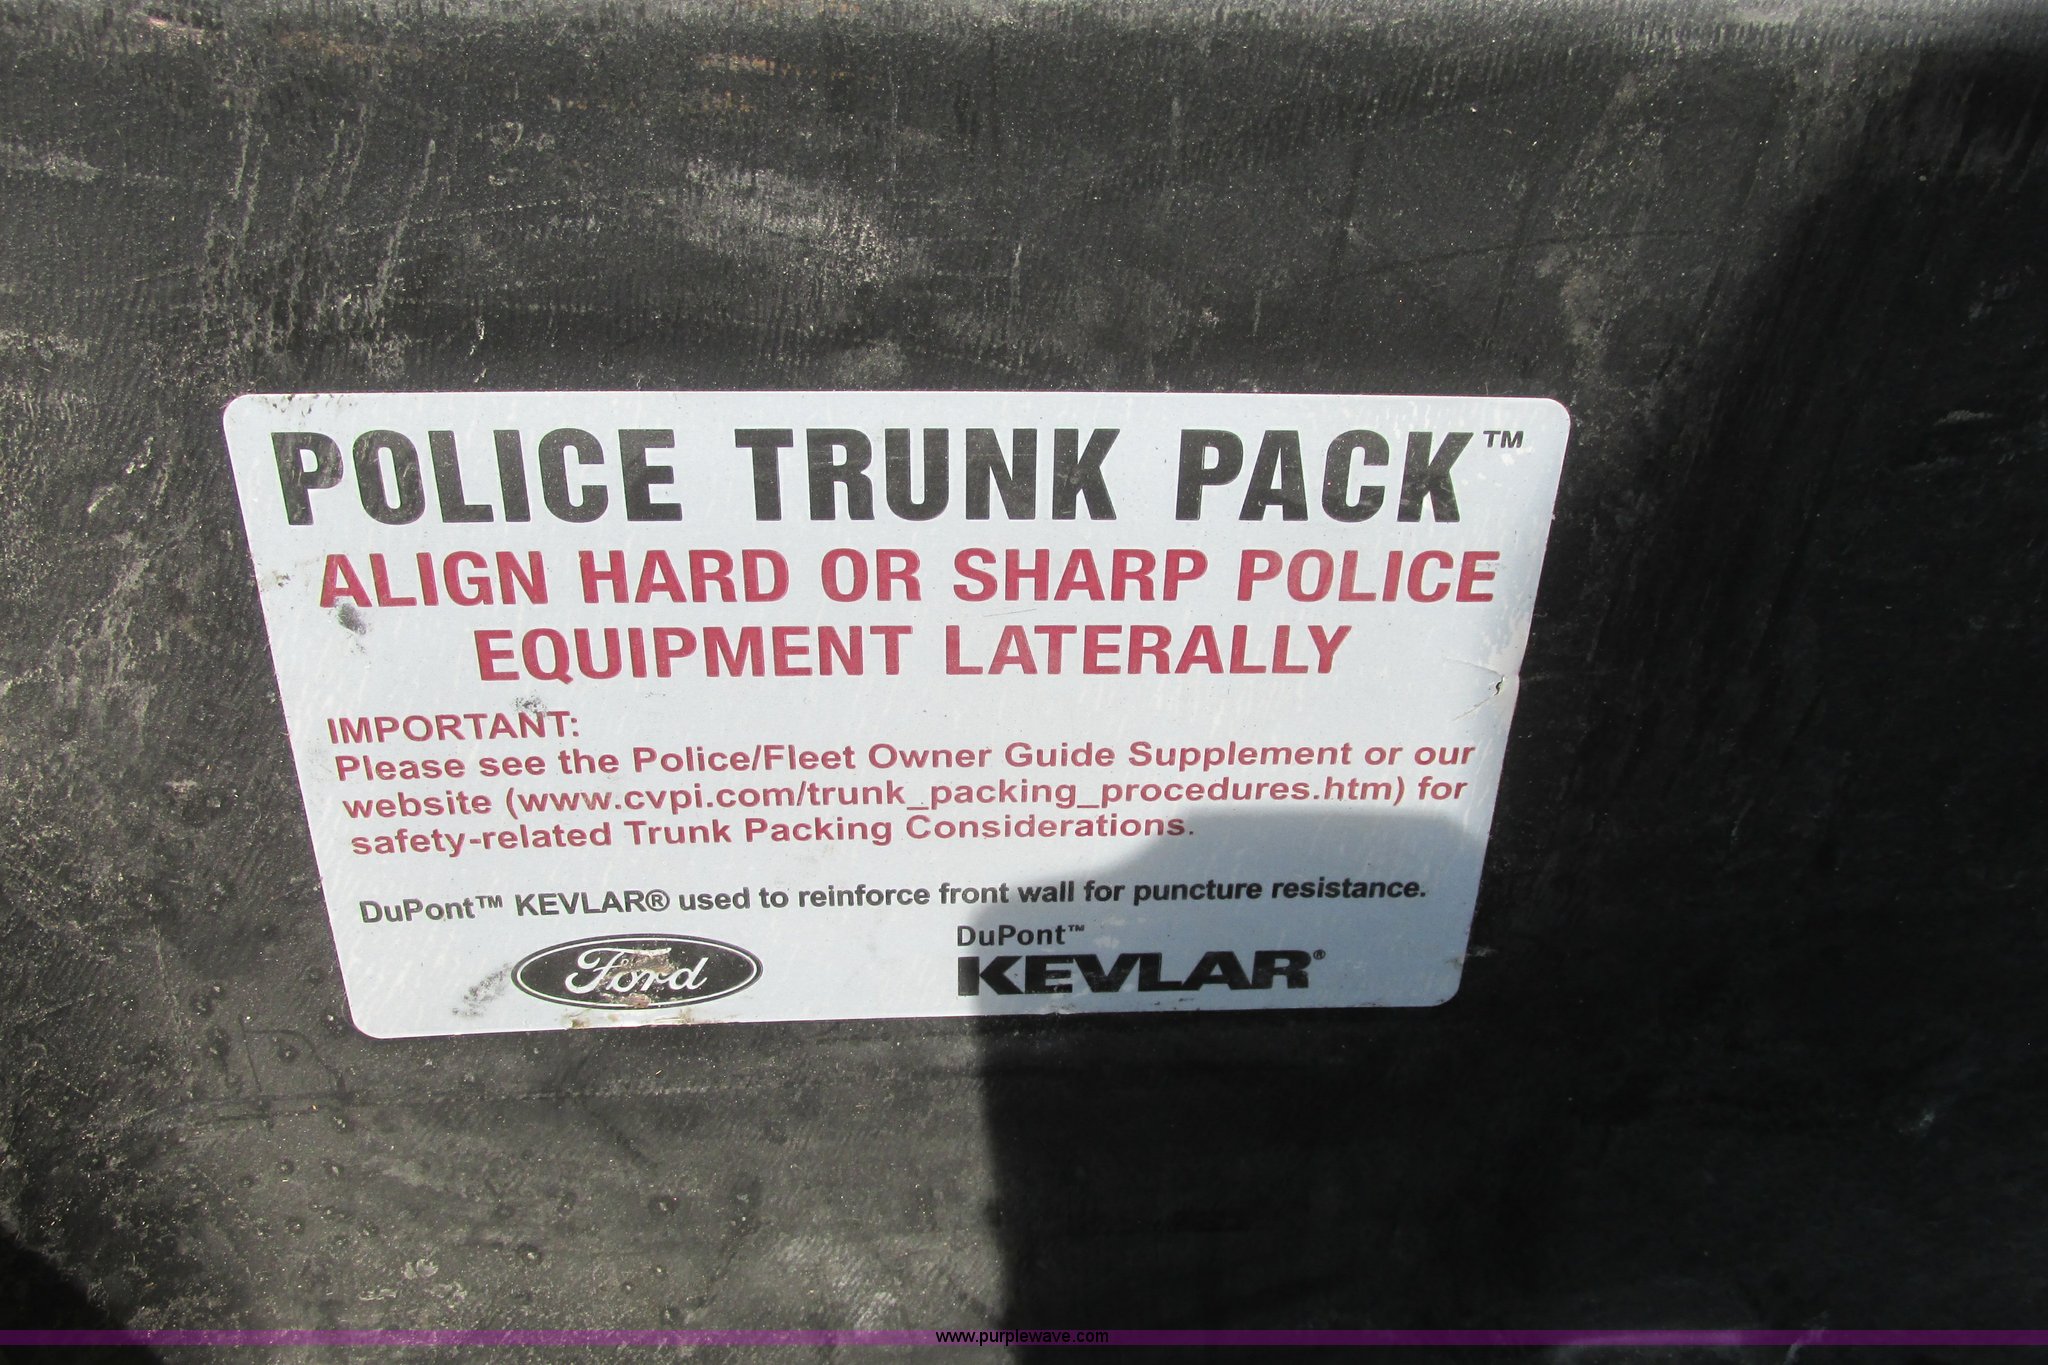 POLICE TRUNK PACK™
ALIGN HARD OR SHARP POLICE
EQUIPMENT LATERALLY
IMPORTANT:
Please see the Police/Fleet Owner Guide Supplement or our
website (www.cvpi.com/trunk_packing_procedures.htm) for
safety-related Trunk Packing Considerations.
DuPont™ KEVLAR® used to reinforce front wall for puncture resistance.
Ford
DuPont™
KEVLAR®
www.purplewave.com